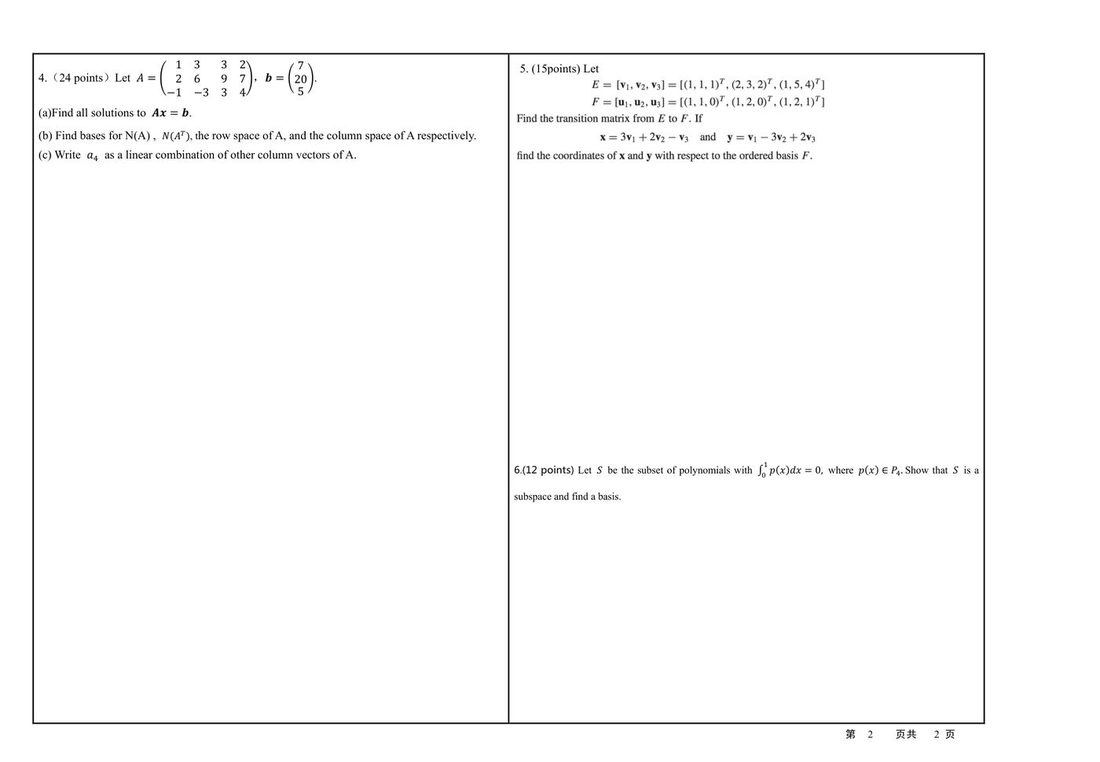 4.（24 points）Let A = ( 1 3 3 2 ; 2 6 9 7 ; −1 −3 3 4 ), b = ( 7 ; 20 ; 5 ).
(a)Find all solutions to Ax = b.
(b) Find bases for N(A) , N(Aᵀ), the row space of A, and the column space of A respectively.
(c) Write a₄ as a linear combination of other column vectors of A.
5. (15points) Let
E = [v₁, v₂, v₃] = [(1, 1, 1)ᵀ, (2, 3, 2)ᵀ, (1, 5, 4)ᵀ]
F = [u₁, u₂, u₃] = [(1, 1, 0)ᵀ, (1, 2, 0)ᵀ, (1, 2, 1)ᵀ]
Find the transition matrix from E to F. If
x = 3v₁ + 2v₂ − v₃ and y = v₁ − 3v₂ + 2v₃
find the coordinates of x and y with respect to the ordered basis F.
6.(12 points) Let S be the subset of polynomials with ∫₀¹ p(x)dx = 0, where p(x) ∈ P₄. Show that S is a
subspace and find a basis.
第 2 页共 2 页